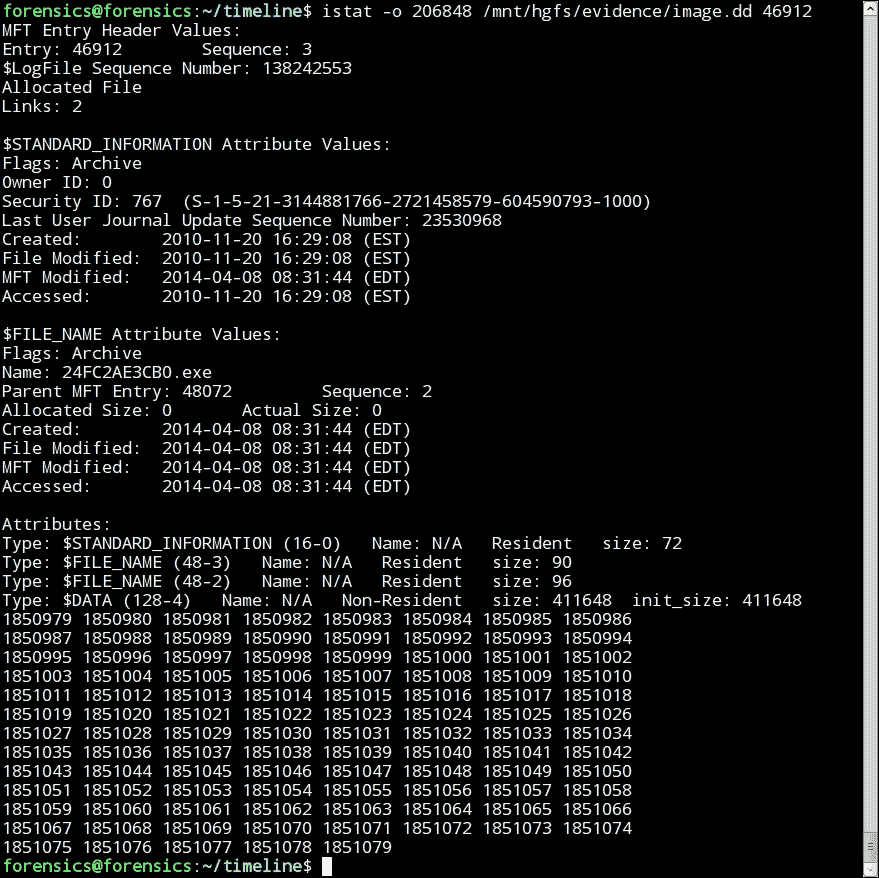 forensics@forensics:~/timeline$ istat -o 206848 /mnt/hgfs/evidence/image.dd 46912
MFT Entry Header Values:
Entry: 46912        Sequence: 3
$LogFile Sequence Number: 138242553
Allocated File
Links: 2
$STANDARD_INFORMATION Attribute Values:
Flags: Archive
Owner ID: 0
Security ID: 767  (S-1-5-21-3144881766-2721458579-604590793-1000)
Last User Journal Update Sequence Number: 23530968
Created:        2010-11-20 16:29:08 (EST)
File Modified:  2010-11-20 16:29:08 (EST)
MFT Modified:   2014-04-08 08:31:44 (EDT)
Accessed:       2010-11-20 16:29:08 (EST)
$FILE_NAME Attribute Values:
Flags: Archive
Name: 24FC2AE3CB0.exe
Parent MFT Entry: 48072         Sequence: 2
Allocated Size: 0       Actual Size: 0
Created:        2014-04-08 08:31:44 (EDT)
File Modified:  2014-04-08 08:31:44 (EDT)
MFT Modified:   2014-04-08 08:31:44 (EDT)
Accessed:       2014-04-08 08:31:44 (EDT)
Attributes:
Type: $STANDARD_INFORMATION (16-0)   Name: N/A   Resident   size: 72
Type: $FILE_NAME (48-3)   Name: N/A   Resident   size: 90
Type: $FILE_NAME (48-2)   Name: N/A   Resident   size: 96
Type: $DATA (128-4)   Name: N/A   Non-Resident   size: 411648  init_size: 411648
1850979 1850980 1850981 1850982 1850983 1850984 1850985 1850986
1850987 1850988 1850989 1850990 1850991 1850992 1850993 1850994
1850995 1850996 1850997 1850998 1850999 1851000 1851001 1851002
1851003 1851004 1851005 1851006 1851007 1851008 1851009 1851010
1851011 1851012 1851013 1851014 1851015 1851016 1851017 1851018
1851019 1851020 1851021 1851022 1851023 1851024 1851025 1851026
1851027 1851028 1851029 1851030 1851031 1851032 1851033 1851034
1851035 1851036 1851037 1851038 1851039 1851040 1851041 1851042
1851043 1851044 1851045 1851046 1851047 1851048 1851049 1851050
1851051 1851052 1851053 1851054 1851055 1851056 1851057 1851058
1851059 1851060 1851061 1851062 1851063 1851064 1851065 1851066
1851067 1851068 1851069 1851070 1851071 1851072 1851073 1851074
1851075 1851076 1851077 1851078 1851079
forensics@forensics:~/timeline$